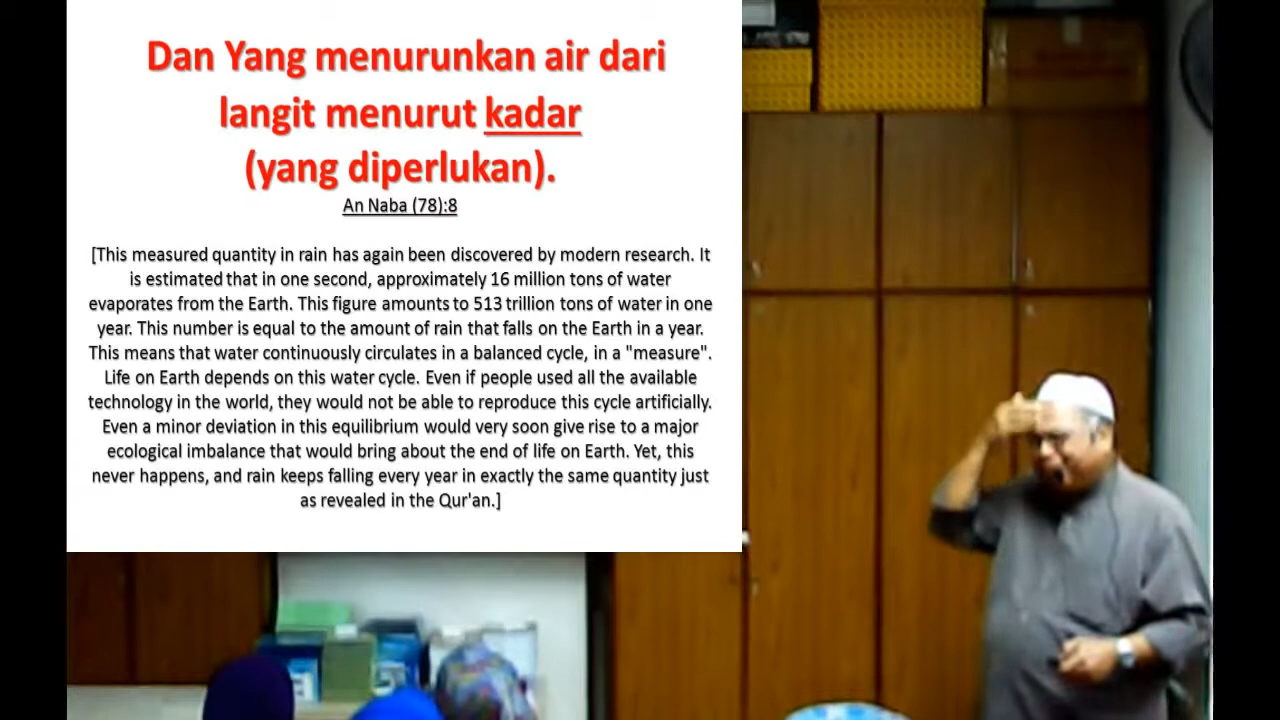 Dan Yang menurunkan air dari
langit menurut kadar
(yang diperlukan).
An Naba (78):8
[This measured quantity in rain has again been discovered by modern research. It
is estimated that in one second, approximately 16 million tons of water
evaporates from the Earth. This figure amounts to 513 trillion tons of water in one
year. This number is equal to the amount of rain that falls on the Earth in a year.
This means that water continuously circulates in a balanced cycle, in a "measure".
Life on Earth depends on this water cycle. Even if people used all the available
technology in the world, they would not be able to reproduce this cycle artificially.
Even a minor deviation in this equilibrium would very soon give rise to a major
ecological imbalance that would bring about the end of life on Earth. Yet, this
never happens, and rain keeps falling every year in exactly the same quantity just
as revealed in the Qur'an.]